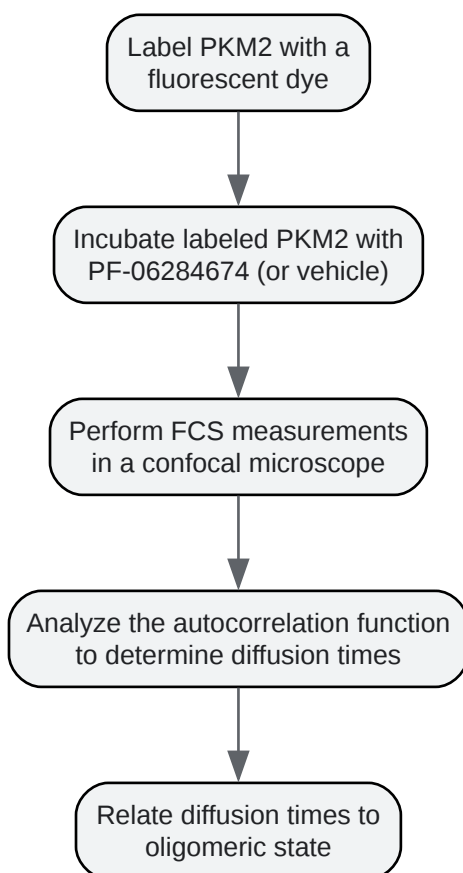 Label PKM2 with a
fluorescent dye
Incubate labeled PKM2 with
PF-06284674 (or vehicle)
Perform FCS measurements
in a confocal microscope
Analyze the autocorrelation function
to determine diffusion times
Relate diffusion times to
oligomeric state